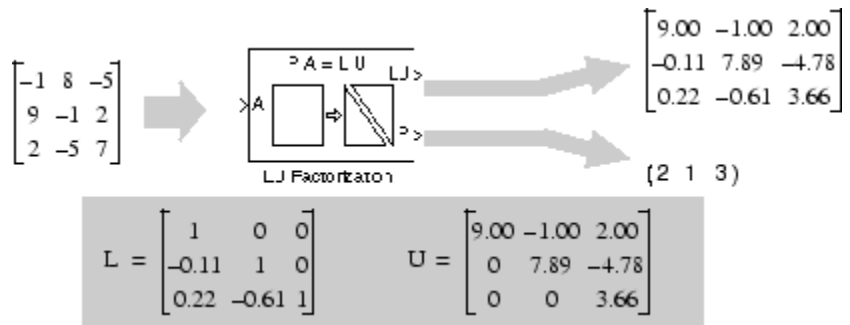 -1 8 -5
9 -1 2
2 -5 7
P A = L U
A
LU
P
LU Factorization
9.00 -1.00 2.00
-0.11 7.89 -4.78
0.22 -0.61 3.66
(2 1 3)
L =
1 0 0
-0.11 1 0
0.22 -0.61 1
U =
9.00 -1.00 2.00
0 7.89 -4.78
0 0 3.66